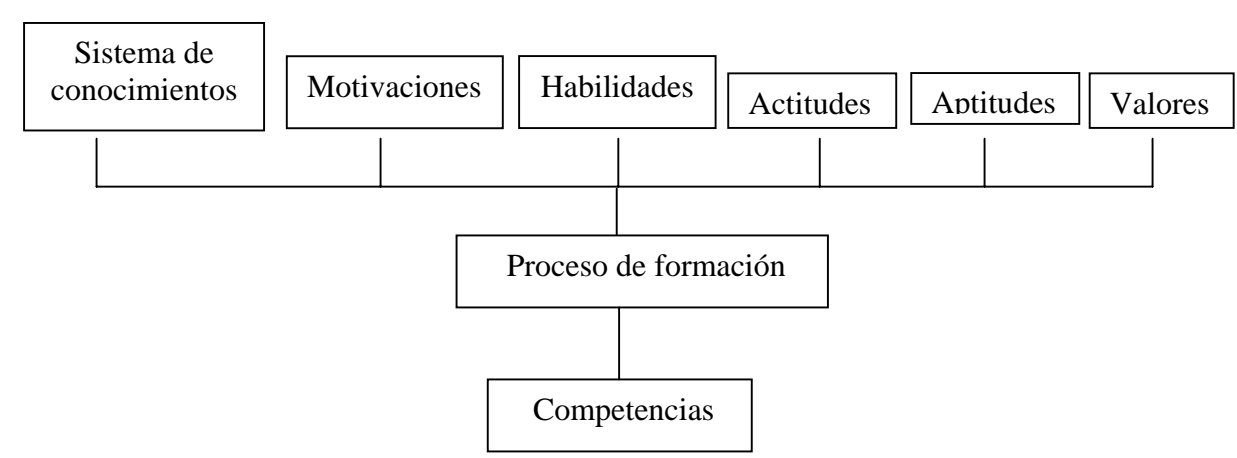 Sistema de
conocimientos
Motivaciones
Habilidades
Actitudes
Aptitudes
Valores
Proceso de formación
Competencias